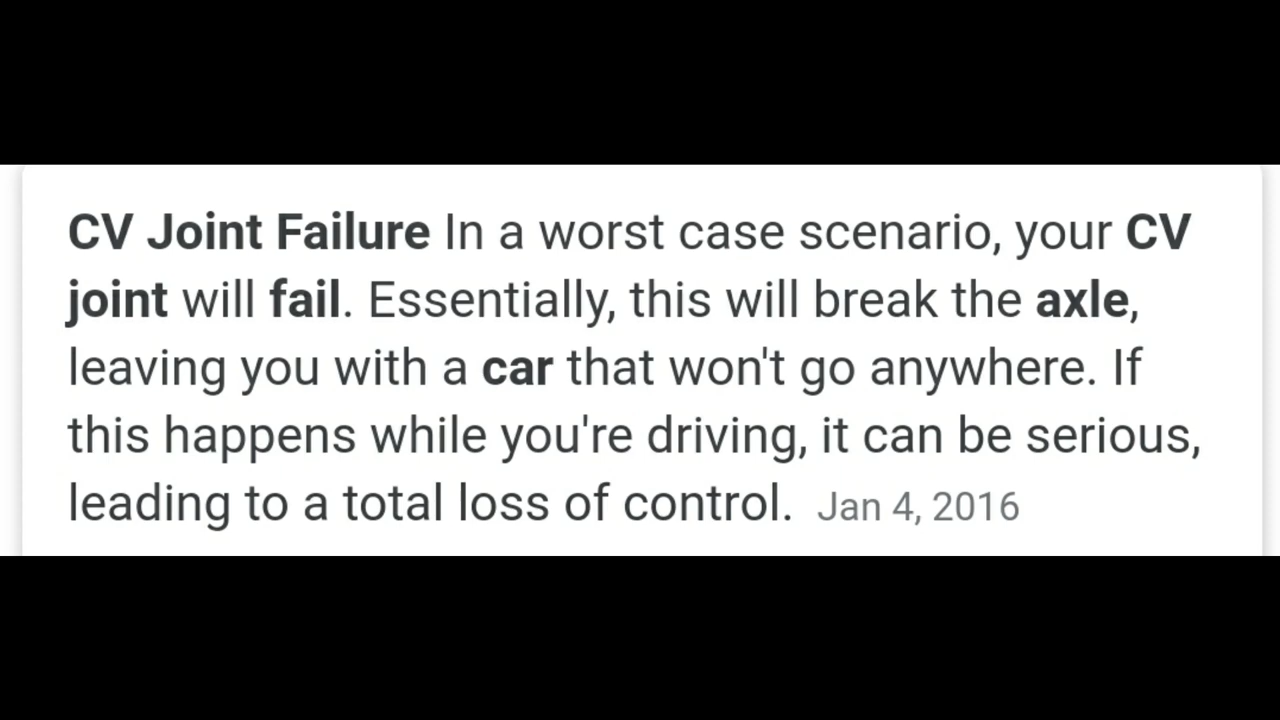 CV Joint Failure In a worst case scenario, your CV
joint will fail. Essentially, this will break the axle,
leaving you with a car that won't go anywhere. If
this happens while you're driving, it can be serious,
leading to a total loss of control. Jan 4, 2016